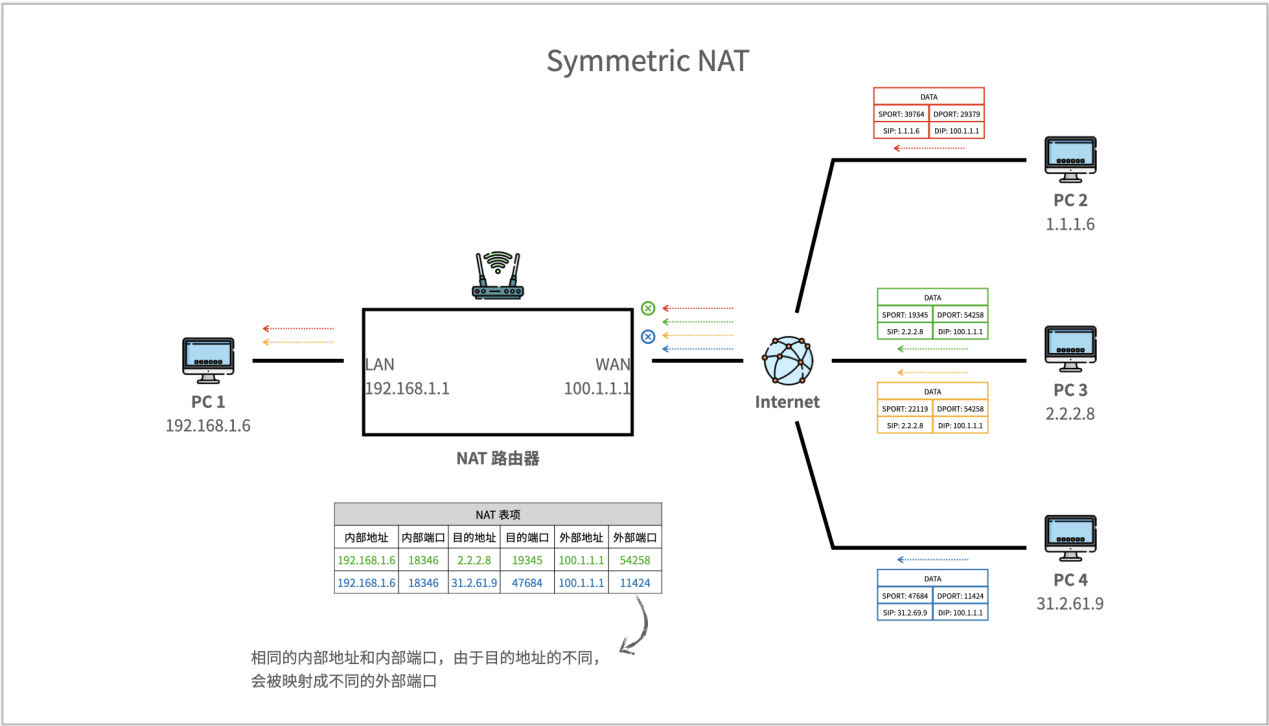 Symmetric NAT
DATA
SPORT: 39764 DPORT: 29379
SIP: 1.1.1.6 DIP: 100.1.1.1
PC 2
1.1.1.6
DATA
SPORT: 19345 DPORT: 54258
SIP: 2.2.2.8 DIP: 100.1.1.1
LAN
192.168.1.1
WAN
100.1.1.1
PC 1
192.168.1.6
Internet
PC 3
2.2.2.8
DATA
SPORT: 22119 DPORT: 54258
SIP: 2.2.2.8 DIP: 100.1.1.1
NAT 路由器
NAT 表项
内部地址 内部端口 目的地址 目的端口 外部地址 外部端口
192.168.1.6 18346 2.2.2.8 19345 100.1.1.1 54258
192.168.1.6 18346 31.2.61.9 47684 100.1.1.1 11424
DATA
SPORT: 47684 DPORT: 11424
SIP: 31.2.69.9 DIP: 100.1.1.1
PC 4
31.2.61.9
相同的内部地址和内部端口，由于目的地址的不同，
会被映射成不同的外部端口